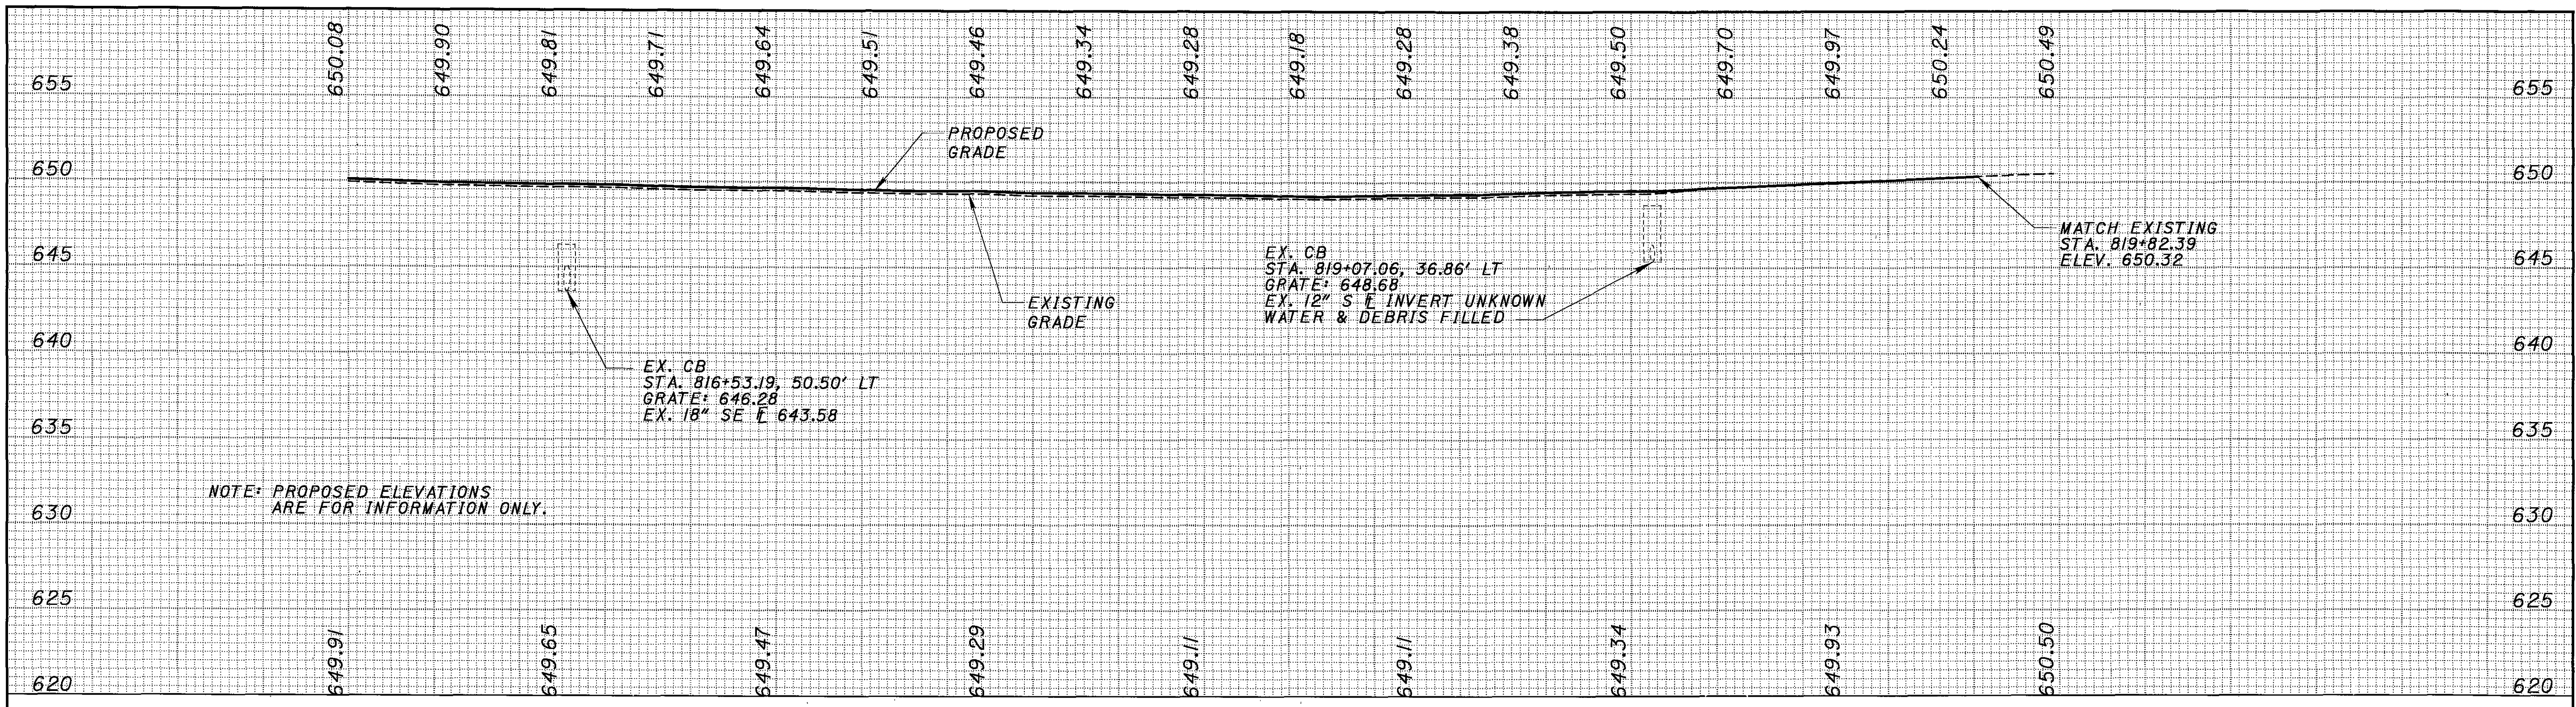 650.08
649.90
649.81
649.71
649.64
649.51
649.46
649.34
649.28
649.18
649.28
649.38
649.50
649.70
649.97
650.24
650.49
655
655
PROPOSED
GRADE
650
650
MATCH EXISTING
STA. 819+82.39
ELEV. 650.32
645
645
EX. CB
STA. 819+07.06, 36.86' LT
GRATE: 648.68
EX. 12" S FL INVERT UNKNOWN
WATER & DEBRIS FILLED
EXISTING
GRADE
640
640
EX. CB
STA. 816+53.19, 50.50' LT
GRATE: 646.28
EX. 18" SE FL 643.58
635
635
NOTE: PROPOSED ELEVATIONS
ARE FOR INFORMATION ONLY.
630
630
625
625
649.91
649.65
649.47
649.29
649.11
649.11
649.34
649.93
650.50
620
620